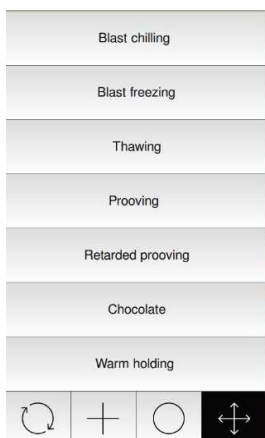 Blast chilling
Blast freezing
Thawing
Prooving
Retarded prooving
Chocolate
Warm holding